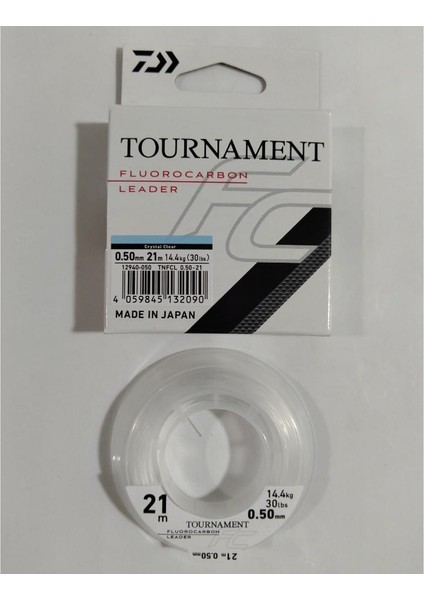 TOURNAMENT
FLUOROCARBON
LEADER
FC
Crystal Clear
0.50mm 21m 14.4kg (30lbs)
12940-050 TNFCL 0.50-21
4 059845 132090
MADE IN JAPAN
21
m
14.4kg
30lbs
0.50mm
TOURNAMENT
FLUOROCARBON
LEADER
FC
21m 0.50mm